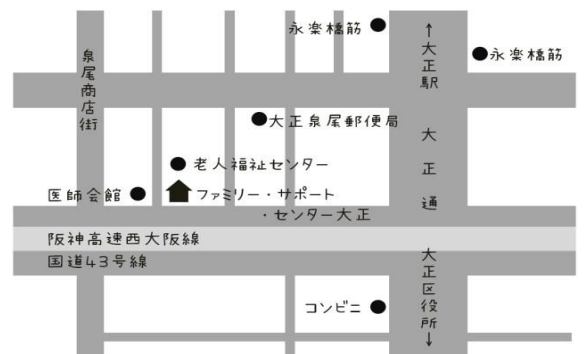 永楽橋筋
↑大正駅
永楽橋筋
泉尾商店街
大正泉尾郵便局
大正通
老人福祉センター
医師会館
ファミリー・サポート
・センター大正
阪神高速西大阪線
国道43号線
大正区役所↓
コンビニ